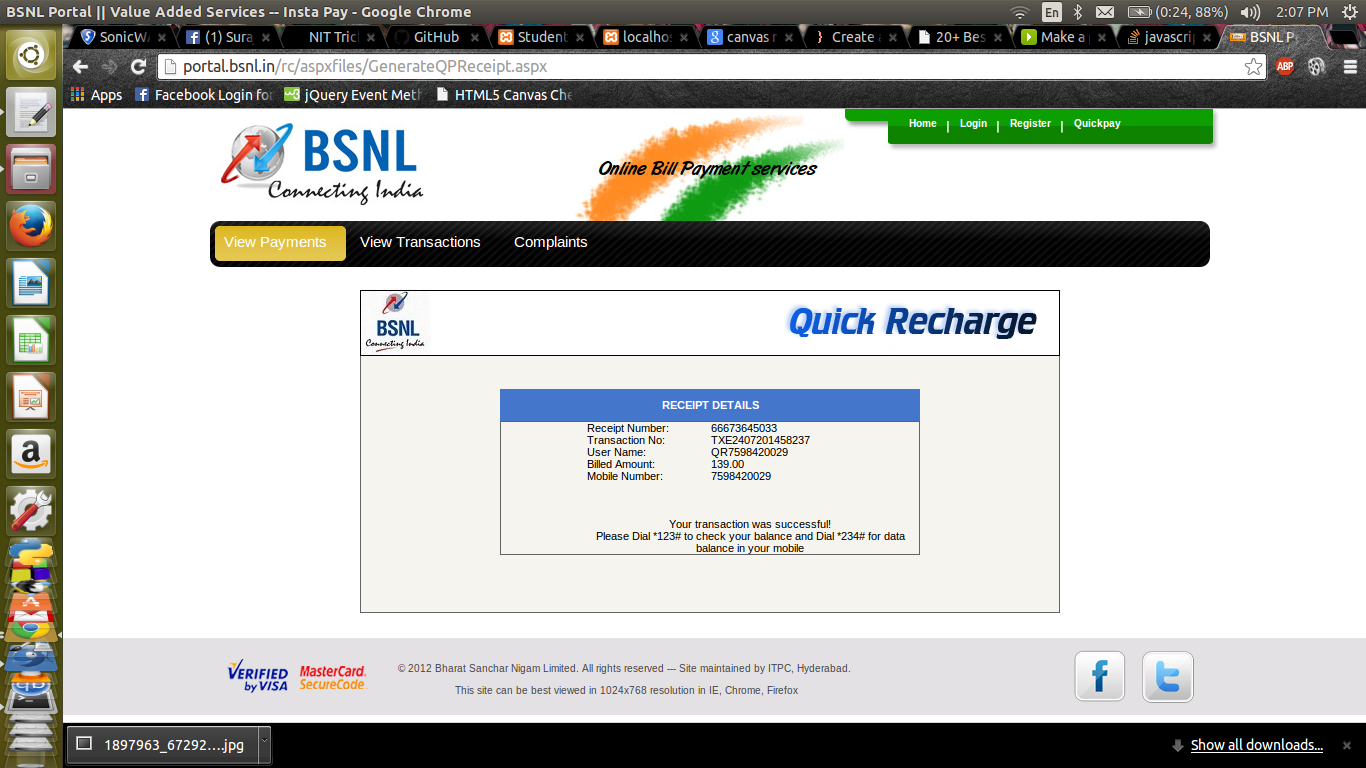 BSNL Portal || Value Added Services -- Insta Pay - Google Chrome
En
(0:24, 88%)
2:07 PM
SonicW
(1) Sura
NIT Tric
GitHub
Student
localhos
canvas r
Create a
20+ Bes
Make a p
javascri
BSNL P
portal.bsnl.in/rc/aspxfiles/GenerateQPReceipt.aspx
ABP
Apps
Facebook Login fo
jQuery Event Met
HTML5 Canvas Che
BSNL
Connecting India
Online Bill Payment services
Home | Login | Register | Quickpay
View Payments
View Transactions
Complaints
BSNL
Connecting India
Quick Recharge
RECEIPT DETAILS
Receipt Number: 66673645033
Transaction No: TXE2407201458237
User Name: QR7598420029
Billed Amount: 139.00
Mobile Number: 7598420029
Your transaction was successful!
Please Dial *123# to check your balance and Dial *234# for data
balance in your mobile
VERIFIED
by VISA
MasterCard.
SecureCode.
© 2012 Bharat Sanchar Nigam Limited. All rights reserved --- Site maintained by ITPC, Hyderabad.
This site can be best viewed in 1024x768 resolution in IE, Chrome, Firefox
1897963_67292....jpg
Show all downloads...